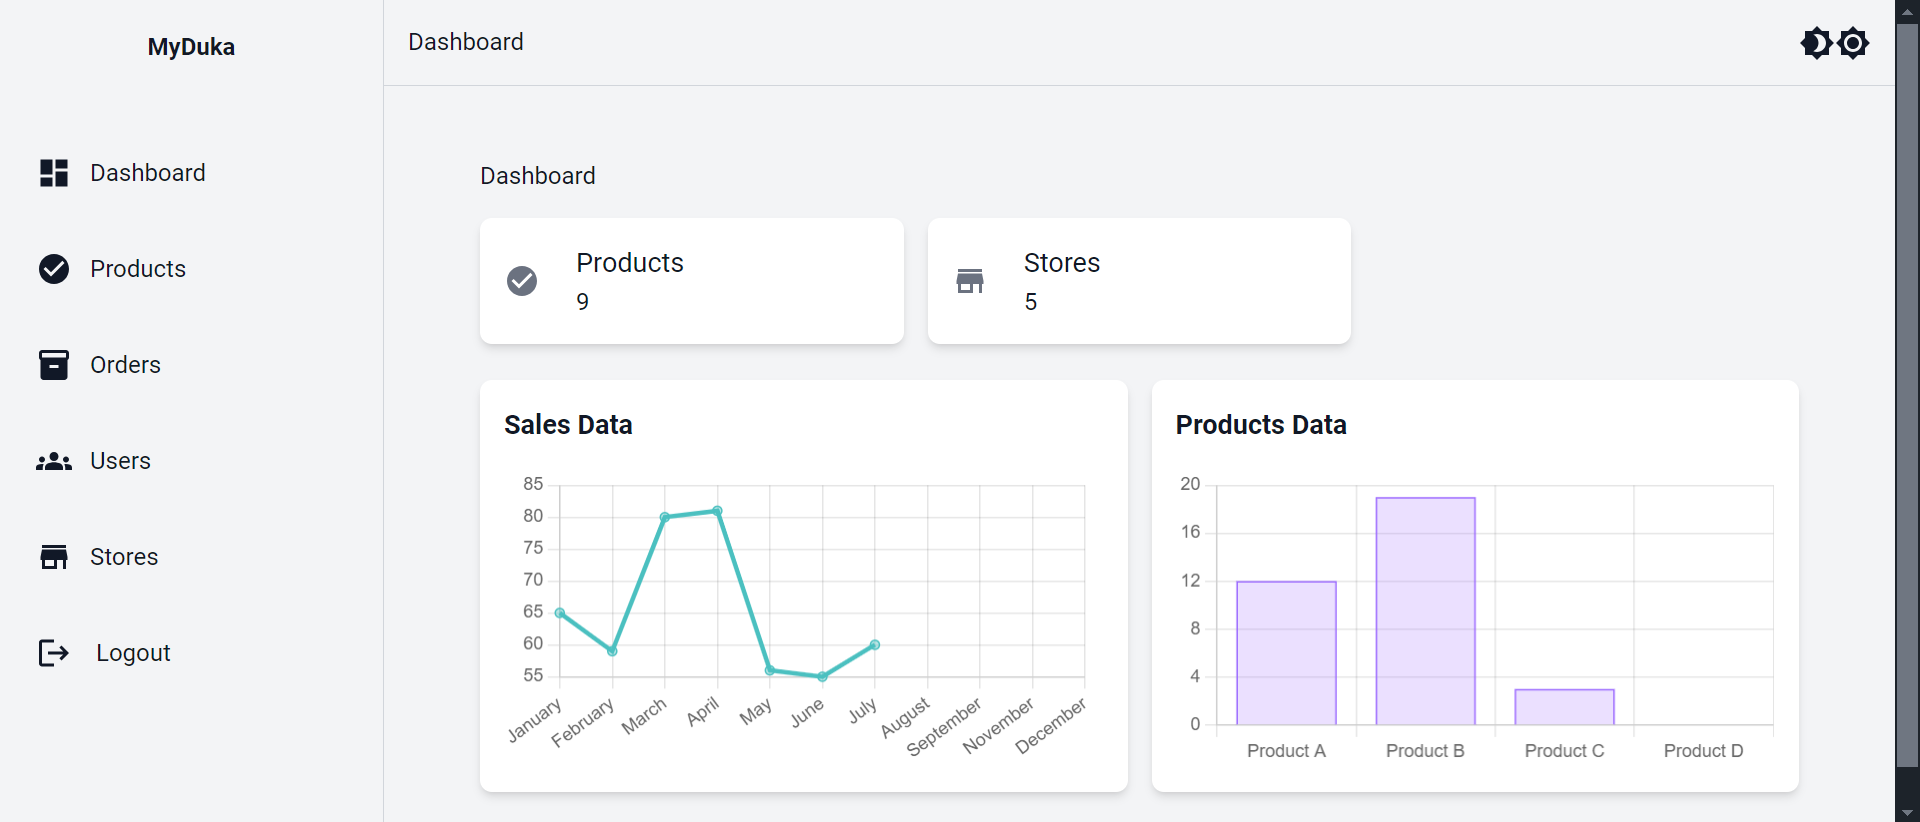 MyDuka
Dashboard
Products
Orders
Users
Stores
Logout
Dashboard
Dashboard
Products
9
Stores
5
Sales Data
85
80
75
70
65
60
55
January February March April May June July August September November December
Products Data
20
16
12
8
4
0
Product A Product B Product C Product D